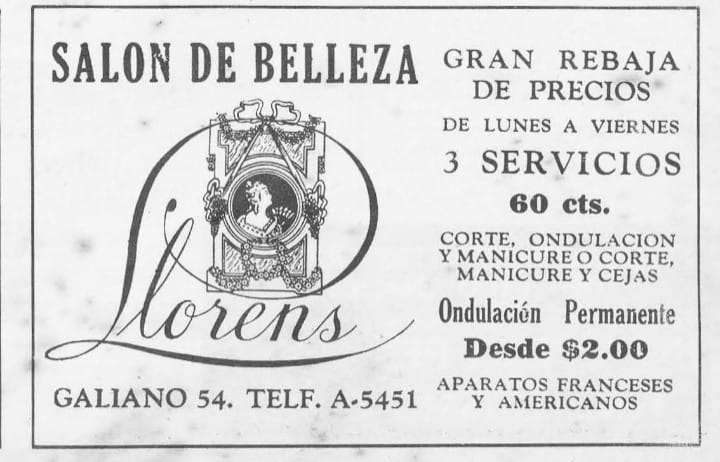 SALON DE BELLEZA
Llorens
GALIANO 54. TELF. A-5451
GRAN REBAJA
DE PRECIOS
DE LUNES A VIERNES
3 SERVICIOS
60 cts.
CORTE, ONDULACION
Y MANICURE O CORTE,
MANICURE Y CEJAS
Ondulación Permanente
Desde $2.00
APARATOS FRANCESES
Y AMERICANOS